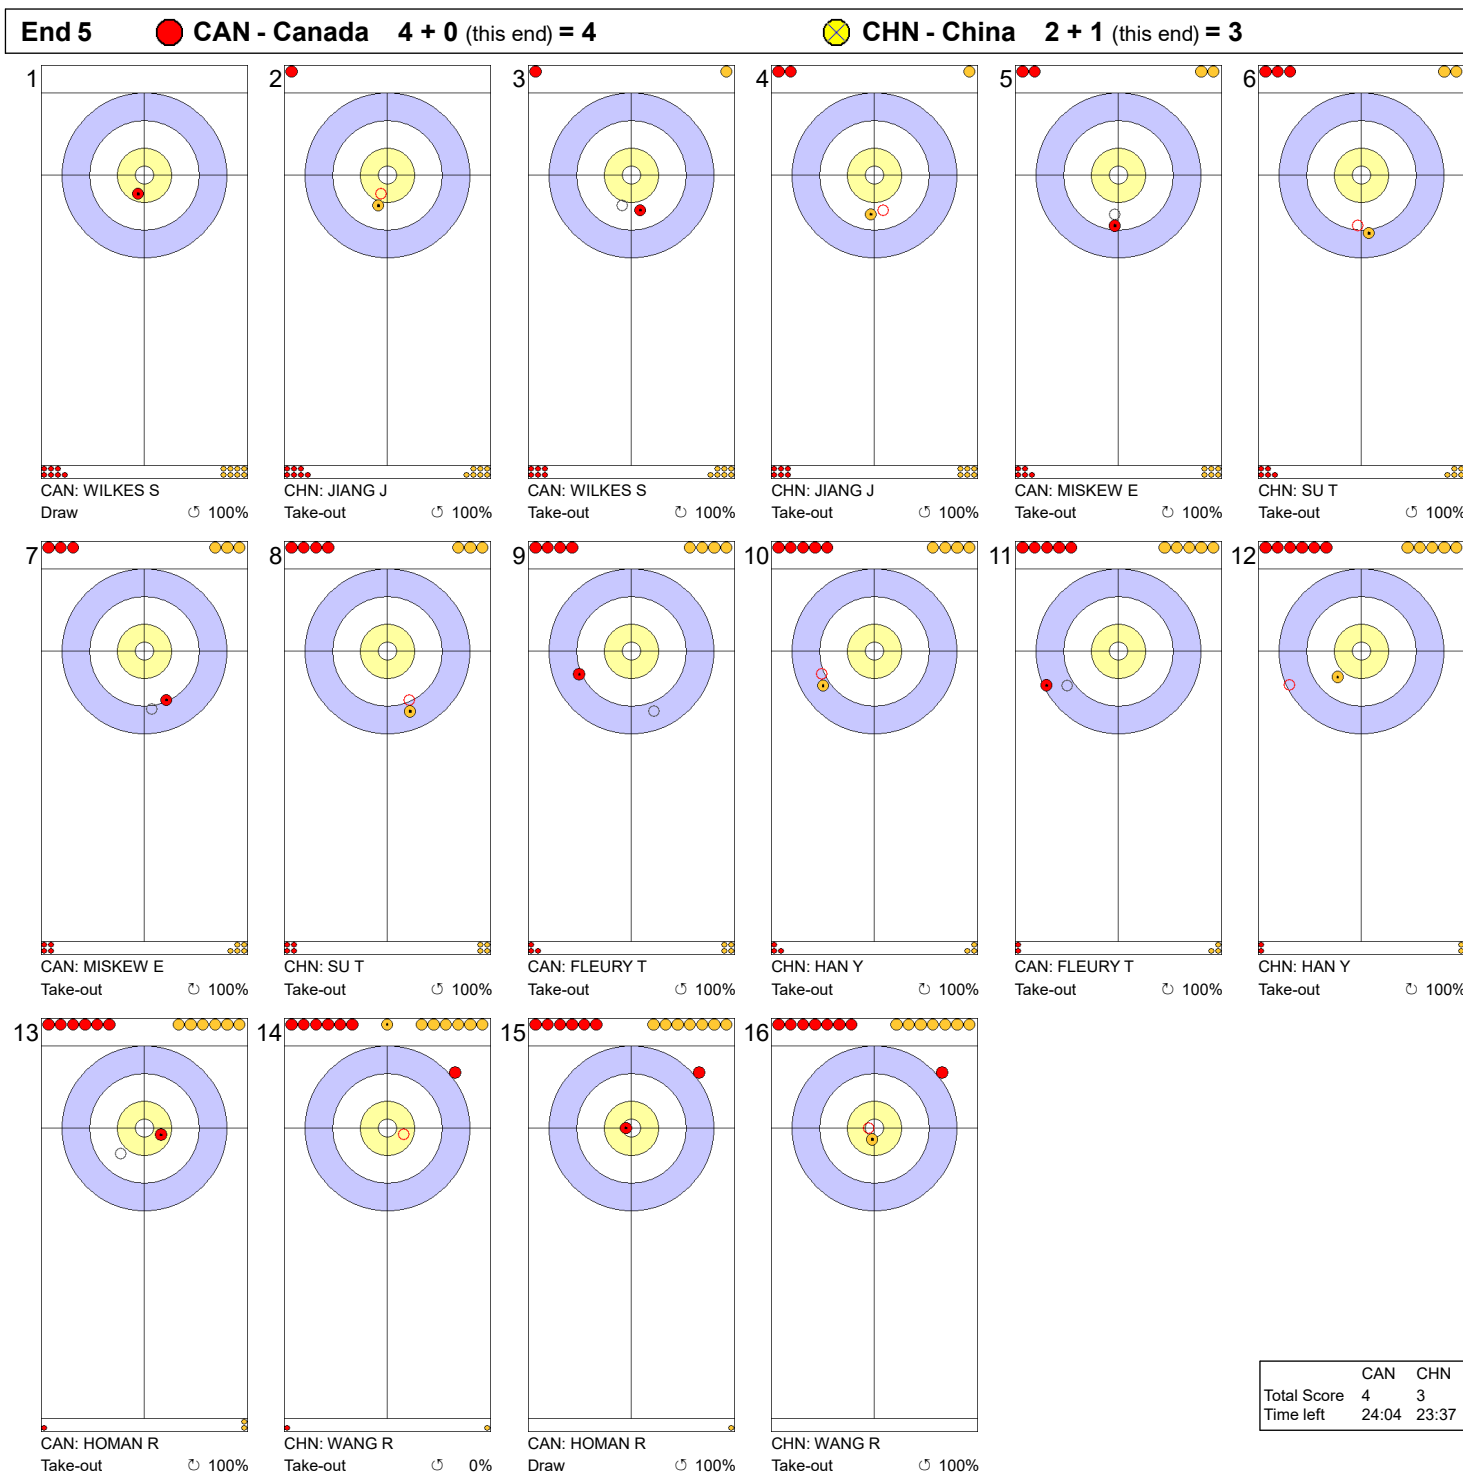 End 5 CAN - Canada 4 + 0 (this end) = 4 CHN - China 2 + 1 (this end) = 3
1 2 3 4 5 6
CAN: WILKES S CHN: JIANG J CAN: WILKES S CHN: JIANG J CAN: MISKEW E CHN: SU T
Draw ↺ 100% Take-out ↺ 100% Take-out ↻ 100% Take-out ↺ 100% Take-out ↻ 100% Take-out ↺ 100%
7 8 9 10 11 12
CAN: MISKEW E CHN: SU T CAN: FLEURY T CHN: HAN Y CAN: FLEURY T CHN: HAN Y
Take-out ↻ 100% Take-out ↺ 100% Take-out ↺ 100% Take-out ↻ 100% Take-out ↻ 100% Take-out ↻ 100%
13 14 15 16
CAN: HOMAN R CHN: WANG R CAN: HOMAN R CHN: WANG R
Take-out ↻ 100% Take-out ↺ 0% Draw ↺ 100% Take-out ↺ 100%
CAN CHN
Total Score 4 3
Time left 24:04 23:37